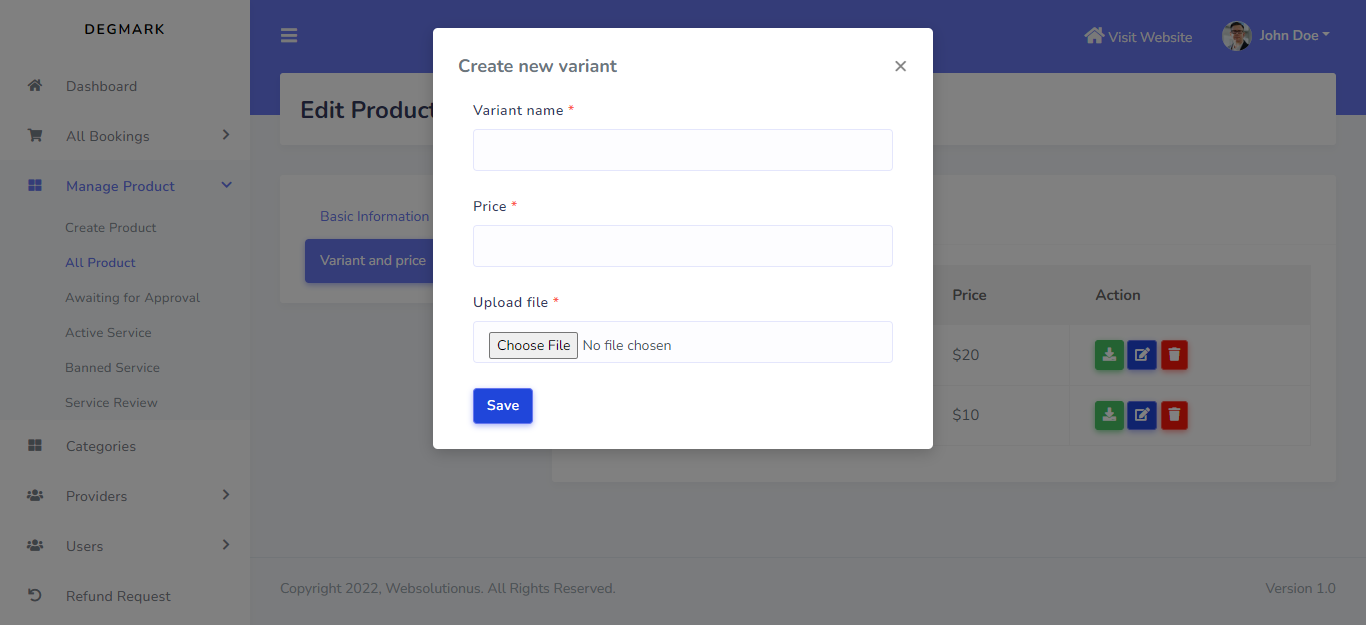 DEGMARK
Dashboard
All Bookings
Manage Product
Create Product
All Product
Awaiting for Approval
Active Service
Banned Service
Service Review
Categories
Providers
Users
Refund Request
Visit Website
John Doe
Edit Product
Basic Information
Variant and price
Create new variant
×
Variant name *
Price *
Upload file *
Choose File No file chosen
Save
Price Action
$20
$10
Copyright 2022, Websolutionus. All Rights Reserved.
Version 1.0